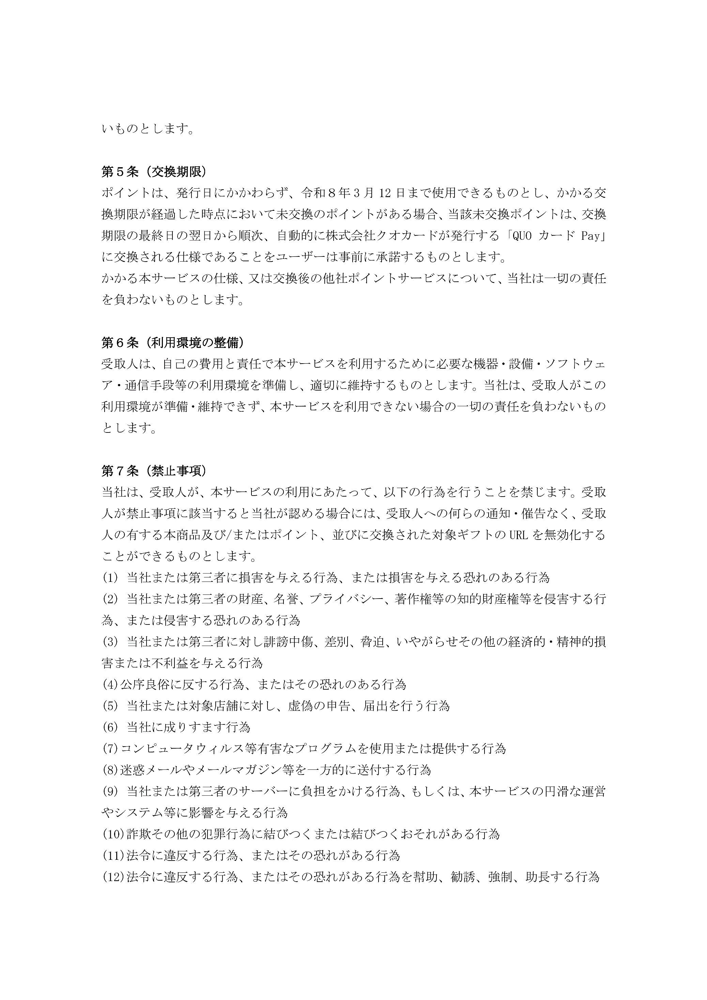 いものとします。
第５条（交換期限）
ポイントは、発行日にかかわらず、令和８年３月 12 日まで使用できるものとし、かかる交
換期限が経過した時点において未交換のポイントがある場合、当該未交換ポイントは、交換
期限の最終日の翌日から順次、自動的に株式会社クオカードが発行する「QUO カード Pay」
に交換される仕様であることをユーザーは事前に承諾するものとします。
かかる本サービスの仕様、又は交換後の他社ポイントサービスについて、当社は一切の責任
を負わないものとします。
第６条（利用環境の整備）
受取人は、自己の費用と責任で本サービスを利用するために必要な機器・設備・ソフトウェ
ア・通信手段等の利用環境を準備し、適切に維持するものとします。当社は、受取人がこの
利用環境が準備・維持できず、本サービスを利用できない場合の一切の責任を負わないもの
とします。
第７条（禁止事項）
当社は、受取人が、本サービスの利用にあたって、以下の行為を行うことを禁じます。受取
人が禁止事項に該当すると当社が認める場合には、受取人への何らの通知・催告なく、受取
人の有する本商品及び/またはポイント、並びに交換された対象ギフトの URL を無効化する
ことができるものとします。
(1) 当社または第三者に損害を与える行為、または損害を与える恐れのある行為
(2) 当社または第三者の財産、名誉、プライバシー、著作権等の知的財産権等を侵害する行
為、または侵害する恐れのある行為
(3) 当社または第三者に対し誹謗中傷、差別、脅迫、いやがらせその他の経済的・精神的損
害または不利益を与える行為
(4)公序良俗に反する行為、またはその恐れのある行為
(5) 当社または対象店舗に対し、虚偽の申告、届出を行う行為
(6) 当社に成りすます行為
(7)コンピュータウィルス等有害なプログラムを使用または提供する行為
(8)迷惑メールやメールマガジン等を一方的に送付する行為
(9) 当社または第三者のサーバーに負担をかける行為、もしくは、本サービスの円滑な運営
やシステム等に影響を与える行為
(10)詐欺その他の犯罪行為に結びつくまたは結びつくおそれがある行為
(11)法令に違反する行為、またはその恐れがある行為
(12)法令に違反する行為、またはその恐れがある行為を幇助、勧誘、強制、助長する行為